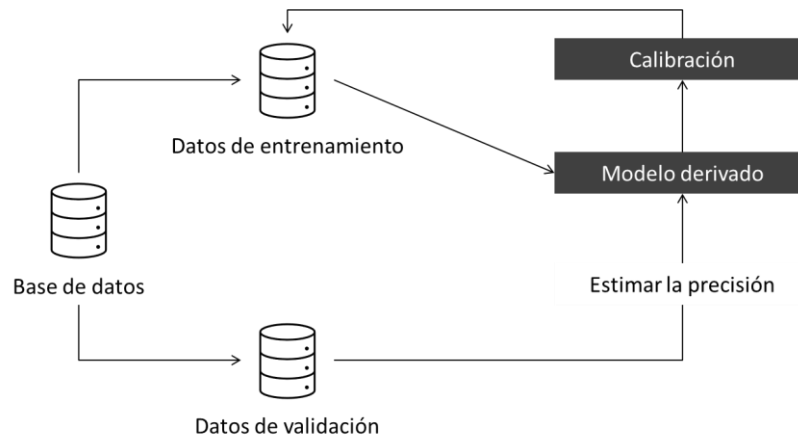 Calibración
Datos de entrenamiento
Modelo derivado
Base de datos
Estimar la precisión
Datos de validación